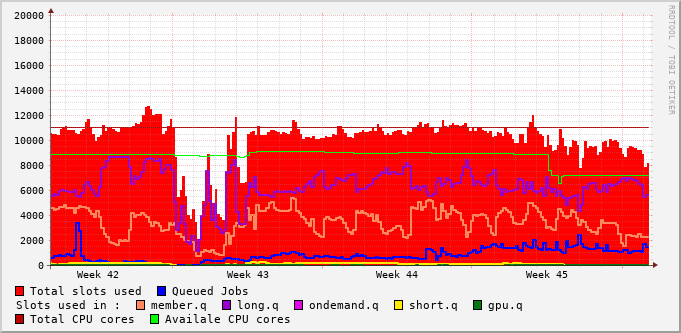 20000
18000
16000
14000
12000
10000
8000
6000
4000
2000
0
Week 42 Week 43 Week 44 Week 45
Total slots used Queued Jobs
Slots used in : member.q long.q ondemand.q short.q gpu.q
Total CPU cores Availale CPU cores
RRDTOOL / TOBI OETIKER